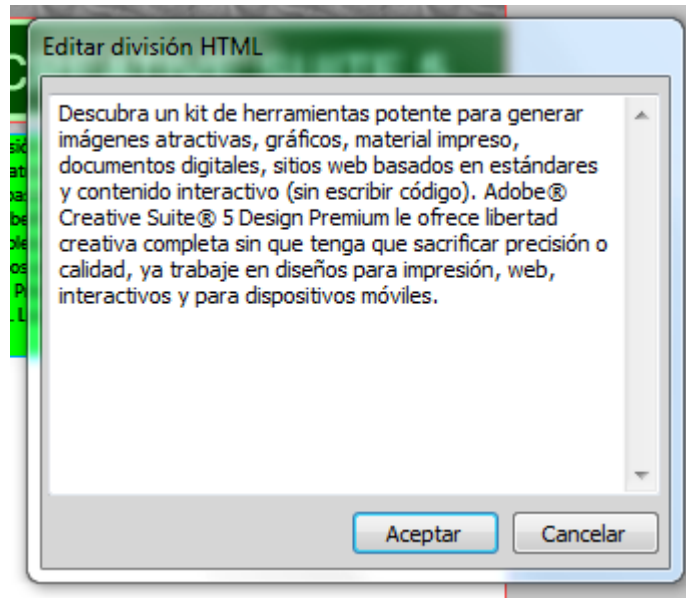 Editar división HTML
Descubra un kit de herramientas potente para generar
imágenes atractivas, gráficos, material impreso,
documentos digitales, sitios web basados en estándares
y contenido interactivo (sin escribir código). Adobe®
Creative Suite® 5 Design Premium le ofrece libertad
creativa completa sin que tenga que sacrificar precisión o
calidad, ya trabaje en diseños para impresión, web,
interactivos y para dispositivos móviles.
Aceptar
Cancelar